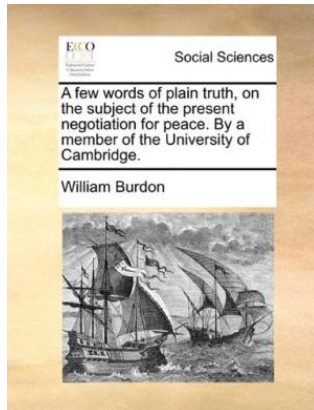 ECCO
Social Sciences
A few words of plain truth, on
the subject of the present
negotiation for peace. By a
member of the University of
Cambridge.
William Burdon